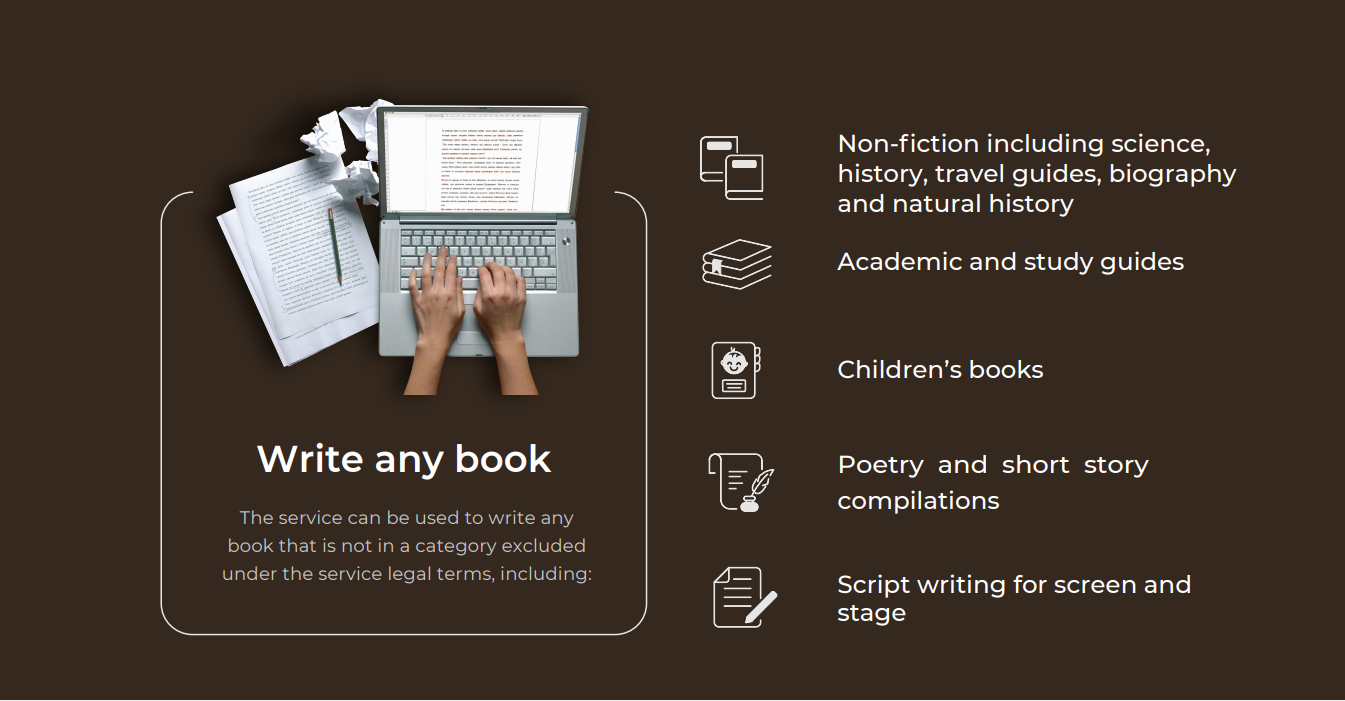 Write any book
The service can be used to write any
book that is not in a category excluded
under the service legal terms, including:
Non-fiction including science,
history, travel guides, biography
and natural history
Academic and study guides
Children’s books
Poetry and short story
compilations
Script writing for screen and
stage